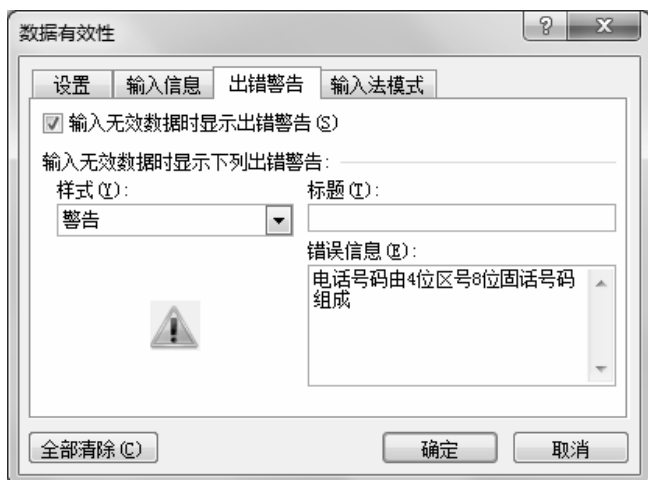 数据有效性
设置 输入信息 出错警告 输入法模式
输入无效数据时显示出错警告(S)
输入无效数据时显示下列出错警告:
样式(Y): 标题(T):
警告
错误信息(E):
电话号码由4位区号8位固话号码
组成
全部清除(C) 确定 取消